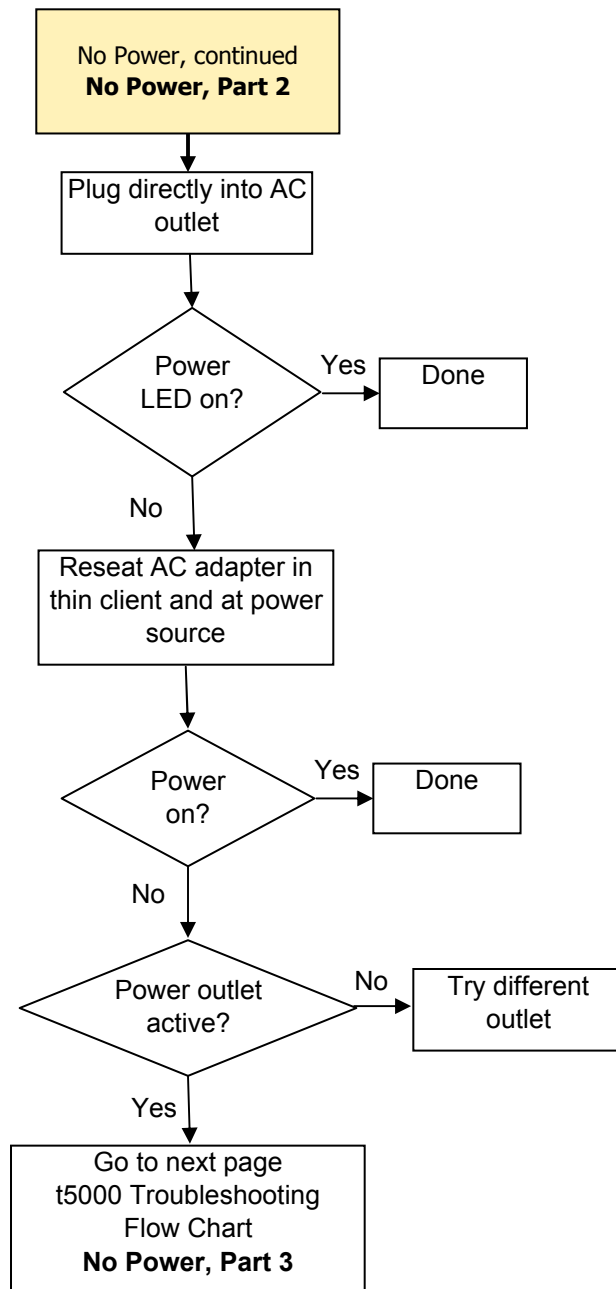 No Power, continued
No Power, Part 2
Plug directly into AC
outlet
Power
LED on?
Yes
Done
No
Reseat AC adapter in
thin client and at power
source
Power
on?
Yes
Done
No
Power outlet
active?
No
Try different
outlet
Yes
Go to next page
t5000 Troubleshooting
Flow Chart
No Power, Part 3